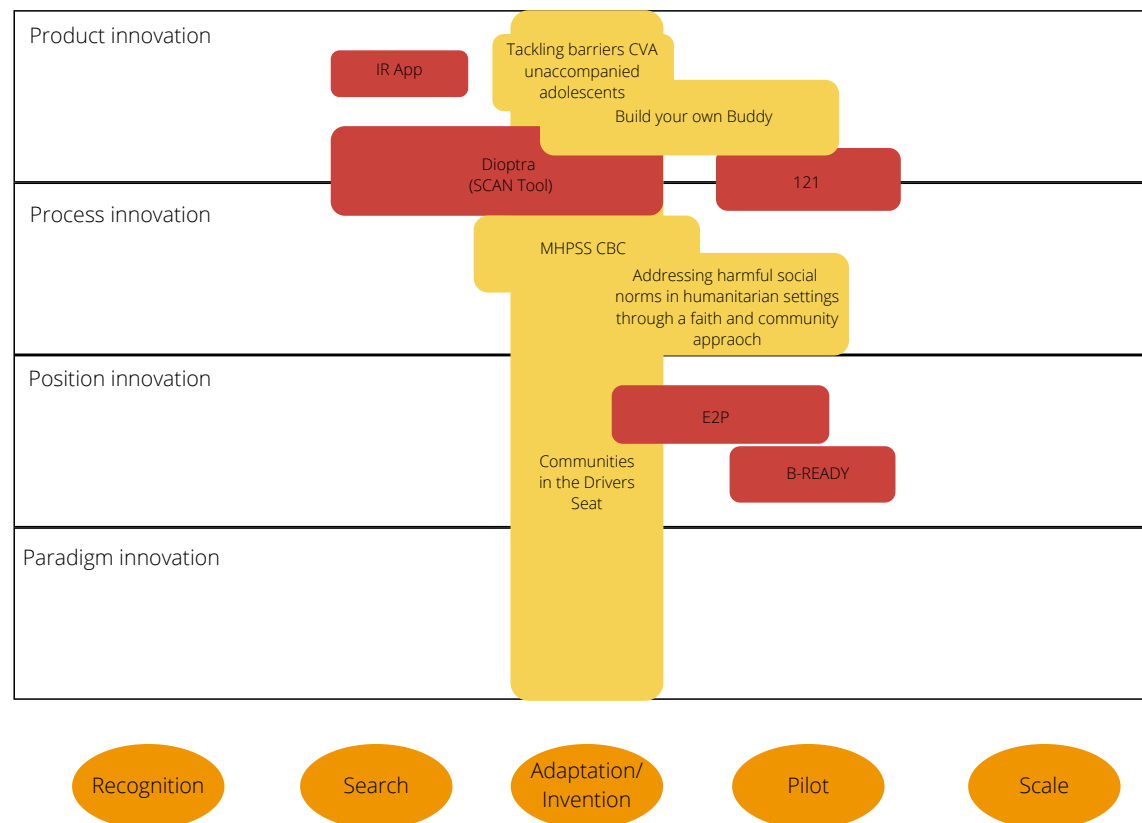 Product innovation
IR App
Tackling barriers CVA
unaccompanied
adolescents
Build your own Buddy
Dioptra
(SCAN Tool)
121
Process innovation
MHPSS CBC
Addressing harmful social
norms in humanitarian settings
through a faith and community
appraoch
Position innovation
E2P
Communities
in the Drivers
Seat
B-READY
Paradigm innovation
Recognition
Search
Adaptation/
Invention
Pilot
Scale